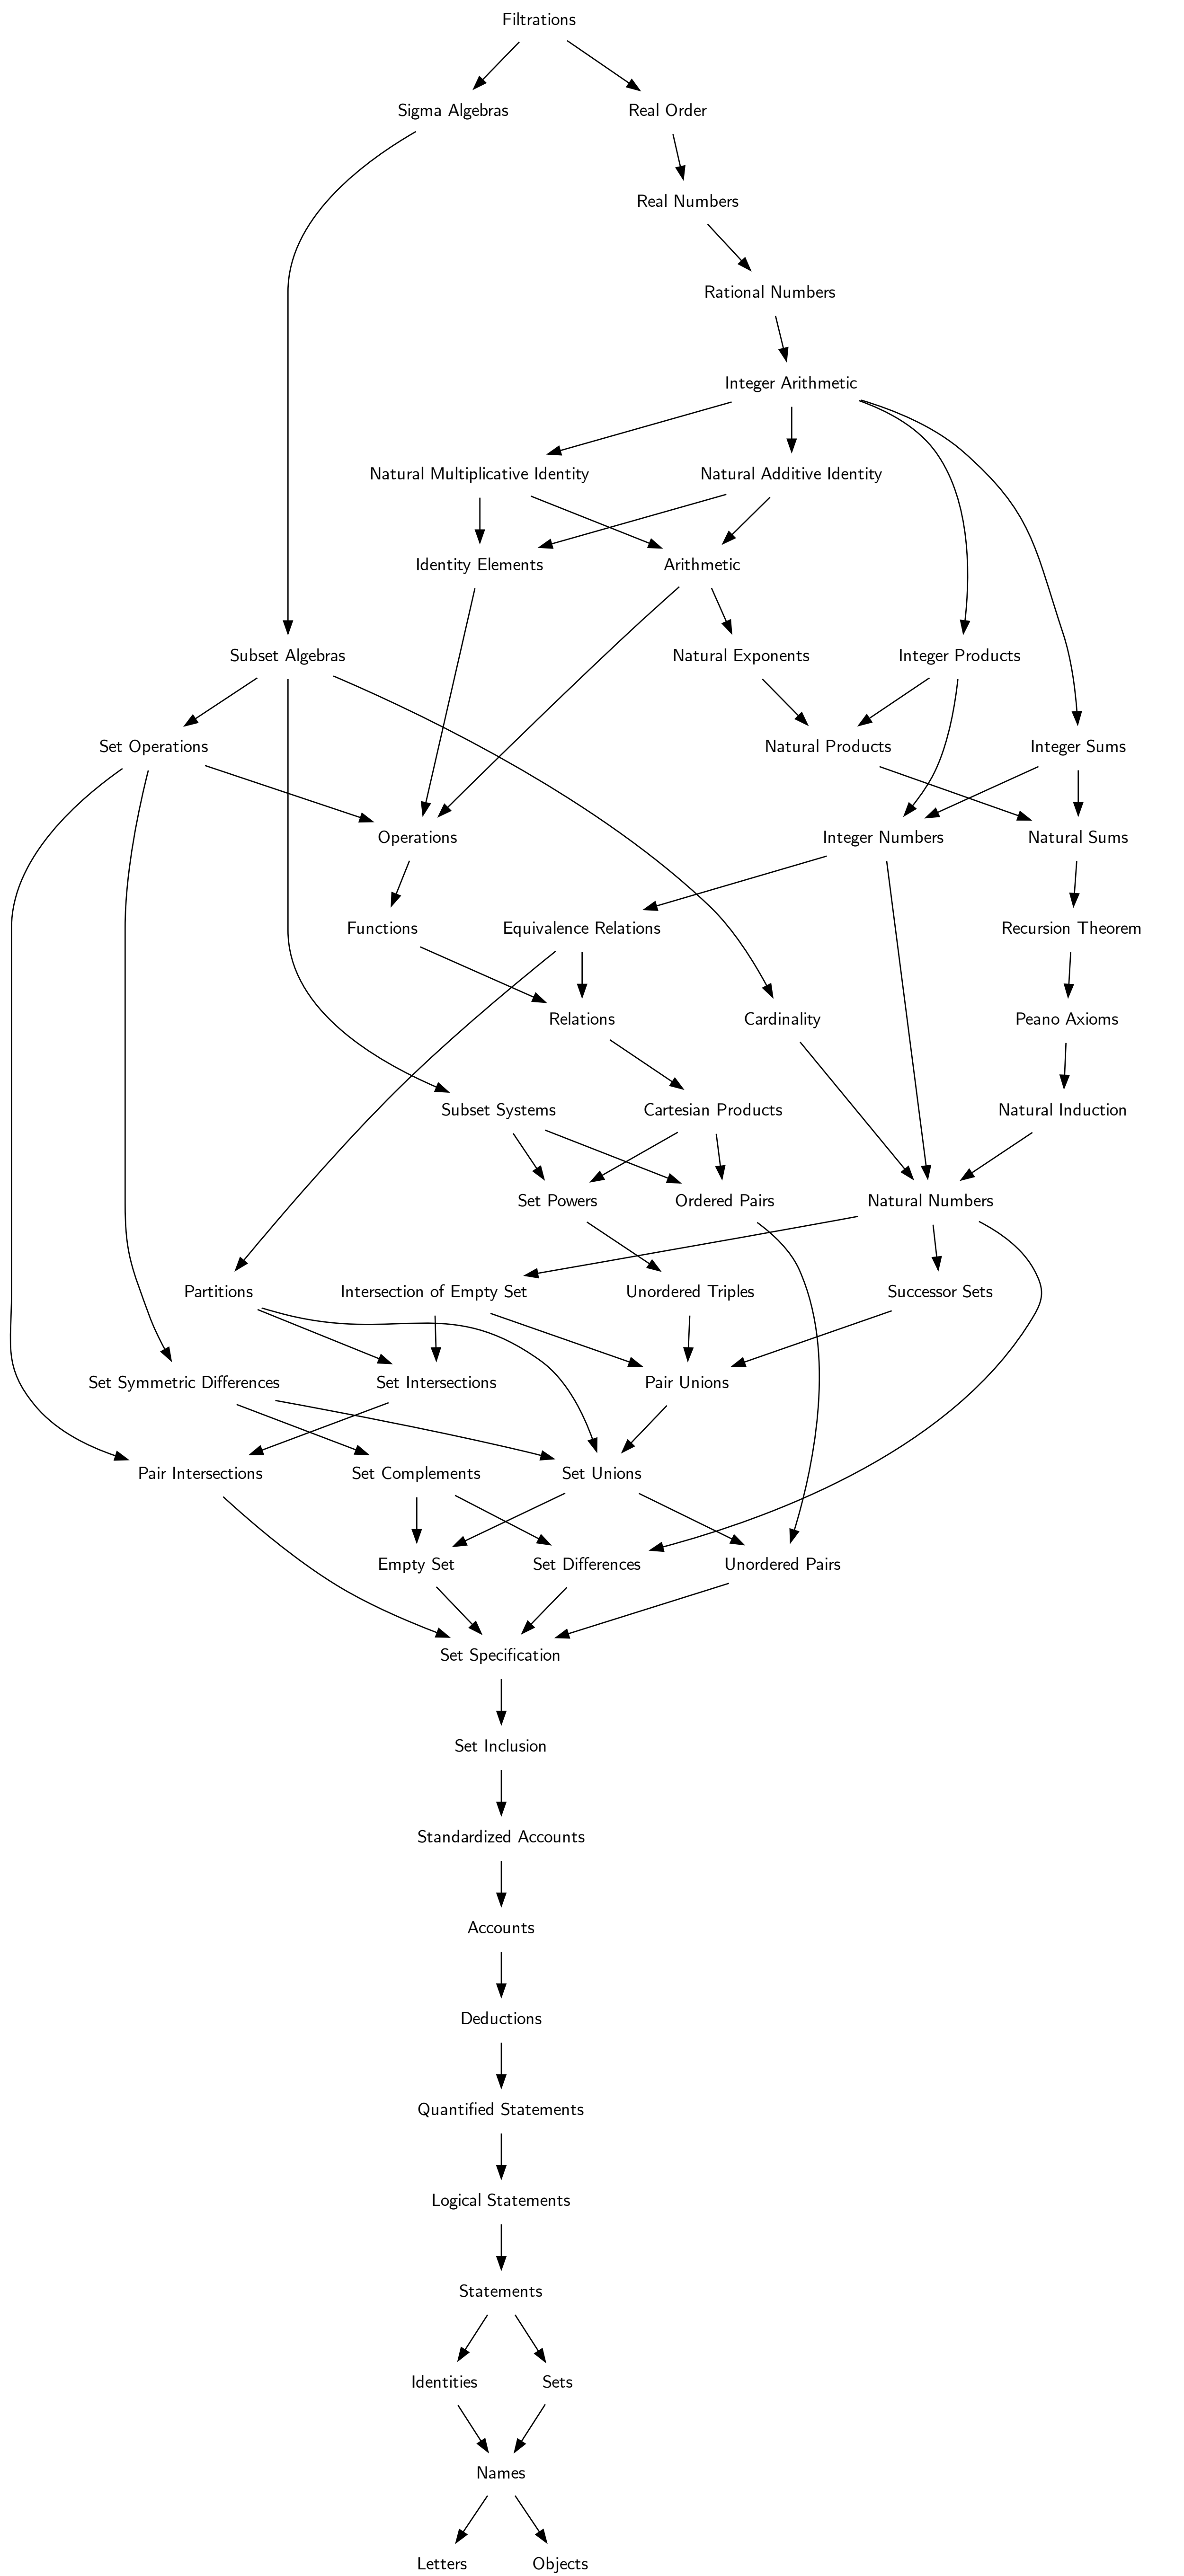 Filtrations
Sigma Algebras
Real Order
Real Numbers
Rational Numbers
Integer Arithmetic
Natural Multiplicative Identity
Natural Additive Identity
Identity Elements
Arithmetic
Subset Algebras
Natural Exponents
Integer Products
Set Operations
Natural Products
Integer Sums
Operations
Integer Numbers
Natural Sums
Functions
Equivalence Relations
Recursion Theorem
Relations
Cardinality
Peano Axioms
Subset Systems
Cartesian Products
Natural Induction
Set Powers
Ordered Pairs
Natural Numbers
Partitions
Intersection of Empty Set
Unordered Triples
Successor Sets
Set Symmetric Differences
Set Intersections
Pair Unions
Pair Intersections
Set Complements
Set Unions
Empty Set
Set Differences
Unordered Pairs
Set Specification
Set Inclusion
Standardized Accounts
Accounts
Deductions
Quantified Statements
Logical Statements
Statements
Identities
Sets
Names
Letters
Objects